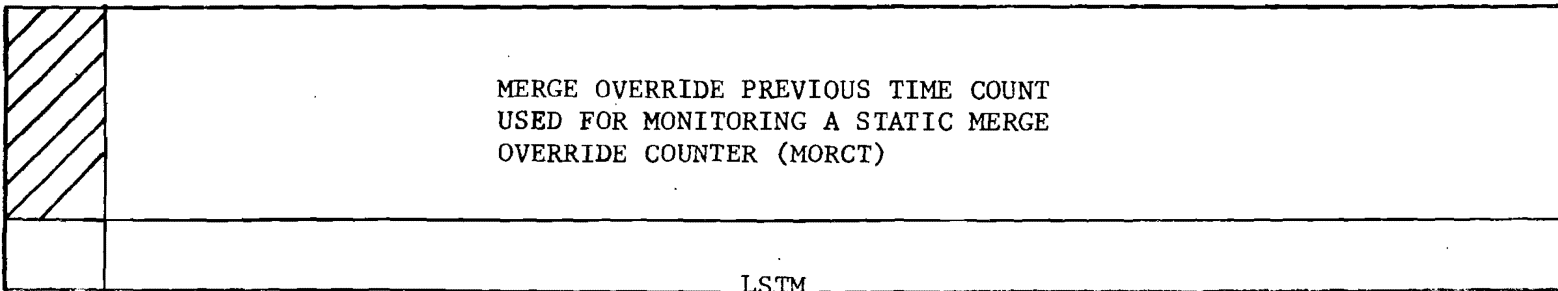 MERGE OVERRIDE PREVIOUS TIME COUNT
USED FOR MONITORING A STATIC MERGE
OVERRIDE COUNTER (MORCT)
LSTM